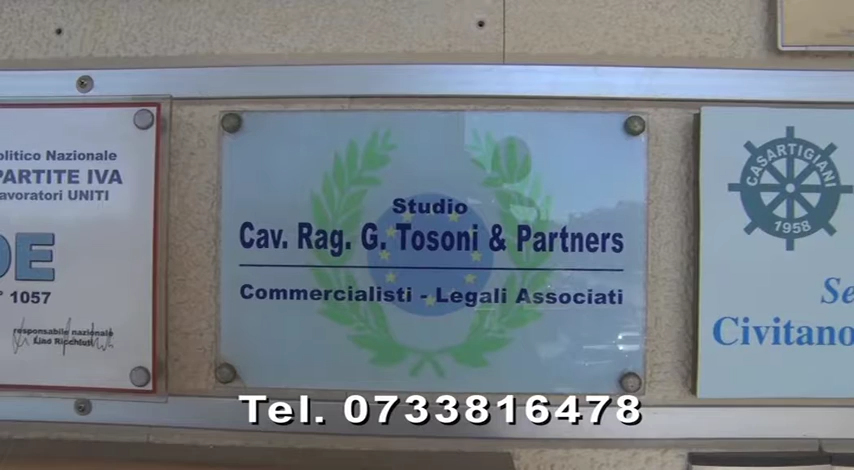 olitico Nazionale
PARTITE IVA
avoratori UNITI
DE
1057
responsabile nazionale
Studio
Cav. Rag. G. Tosoni & Partners
Commercialisti - Legali Associati
CASARTIGIANI
1958
Se
Civitano
Tel. 0733816478